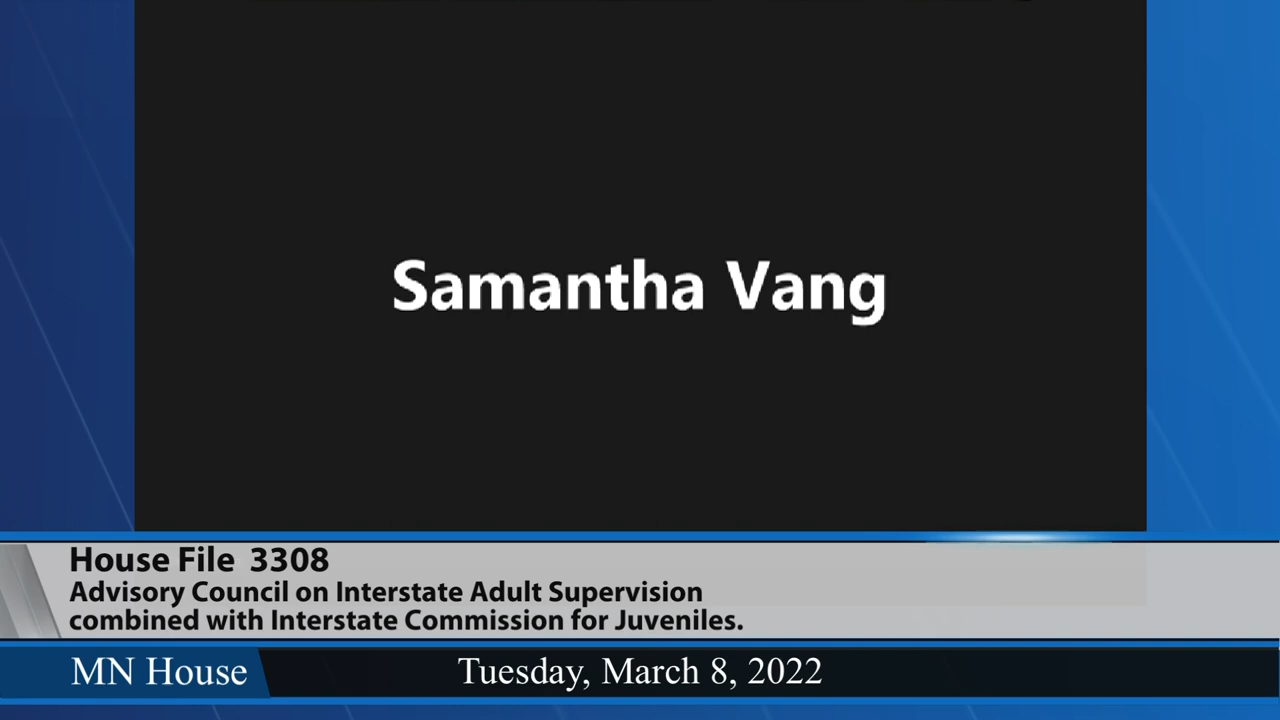 Samantha Vang
House File 3308
Advisory Council on Interstate Adult Supervision
combined with Interstate Commission for Juveniles.
MN House
Tuesday, March 8, 2022